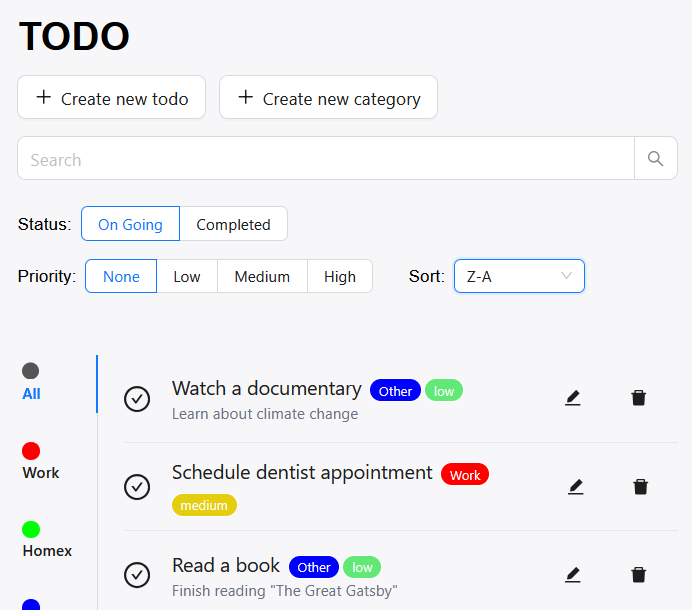 TODO
Create new todo Create new category
Search
Status: On Going Completed
Priority: None Low Medium High Sort: Z-A
All
Watch a documentary Other low
Learn about climate change
Work
Schedule dentist appointment Work
medium
Homex
Read a book Other low
Finish reading "The Great Gatsby"